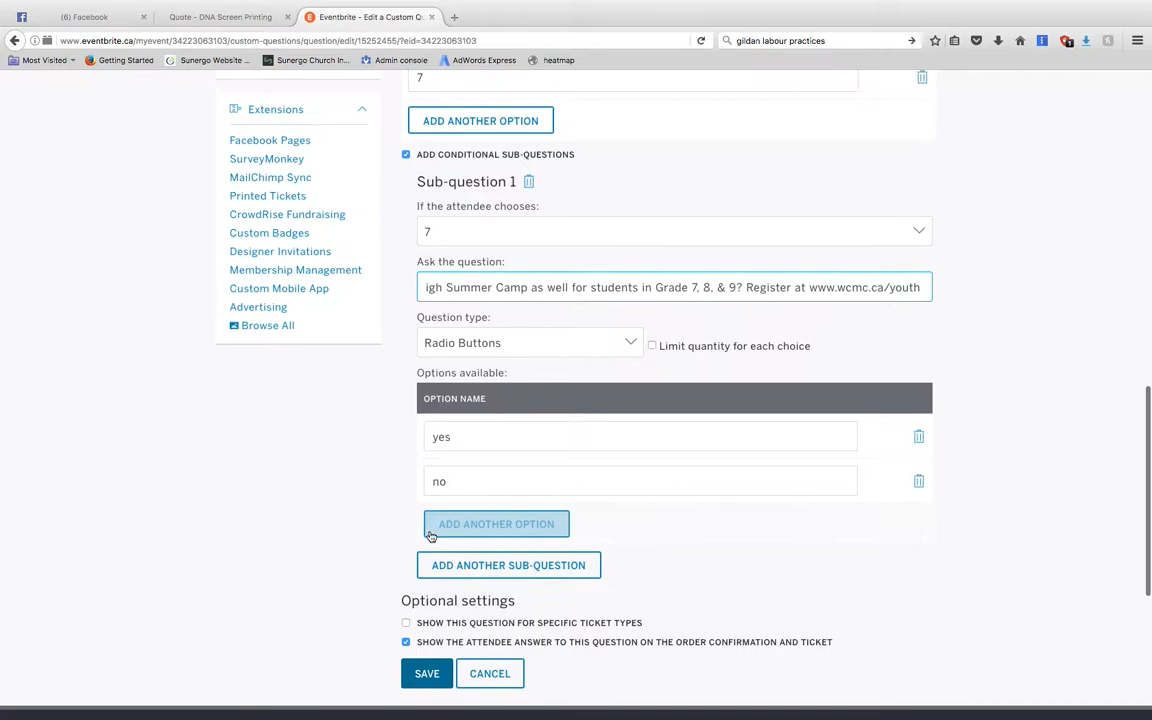 (6) Facebook
Quote - DNA Screen Printing
Eventbrite - Edit a Custom Q
www.eventbrite.ca/myevent/34223063103/custom-questions/question/edit/15252455/?eid=34223063103
gildan labour practices
Most Visited
Getting Started
Sunergo Website ...
Sunergo Church In...
Admin console
AdWords Express
heatmap
7
Extensions
ADD ANOTHER OPTION
Facebook Pages
ADD CONDITIONAL SUB-QUESTIONS
SurveyMonkey
MailChimp Sync
Sub-question 1
Printed Tickets
If the attendee chooses:
CrowdRise Fundraising
7
Custom Badges
Designer Invitations
Ask the question:
Membership Management
igh Summer Camp as well for students in Grade 7, 8, & 9? Register at www.wcmc.ca/youth
Custom Mobile App
Advertising
Question type:
Browse All
Radio Buttons
Limit quantity for each choice
Options available:
OPTION NAME
yes
no
ADD ANOTHER OPTION
ADD ANOTHER SUB-QUESTION
Optional settings
SHOW THIS QUESTION FOR SPECIFIC TICKET TYPES
SHOW THE ATTENDEE ANSWER TO THIS QUESTION ON THE ORDER CONFIRMATION AND TICKET
SAVE
CANCEL